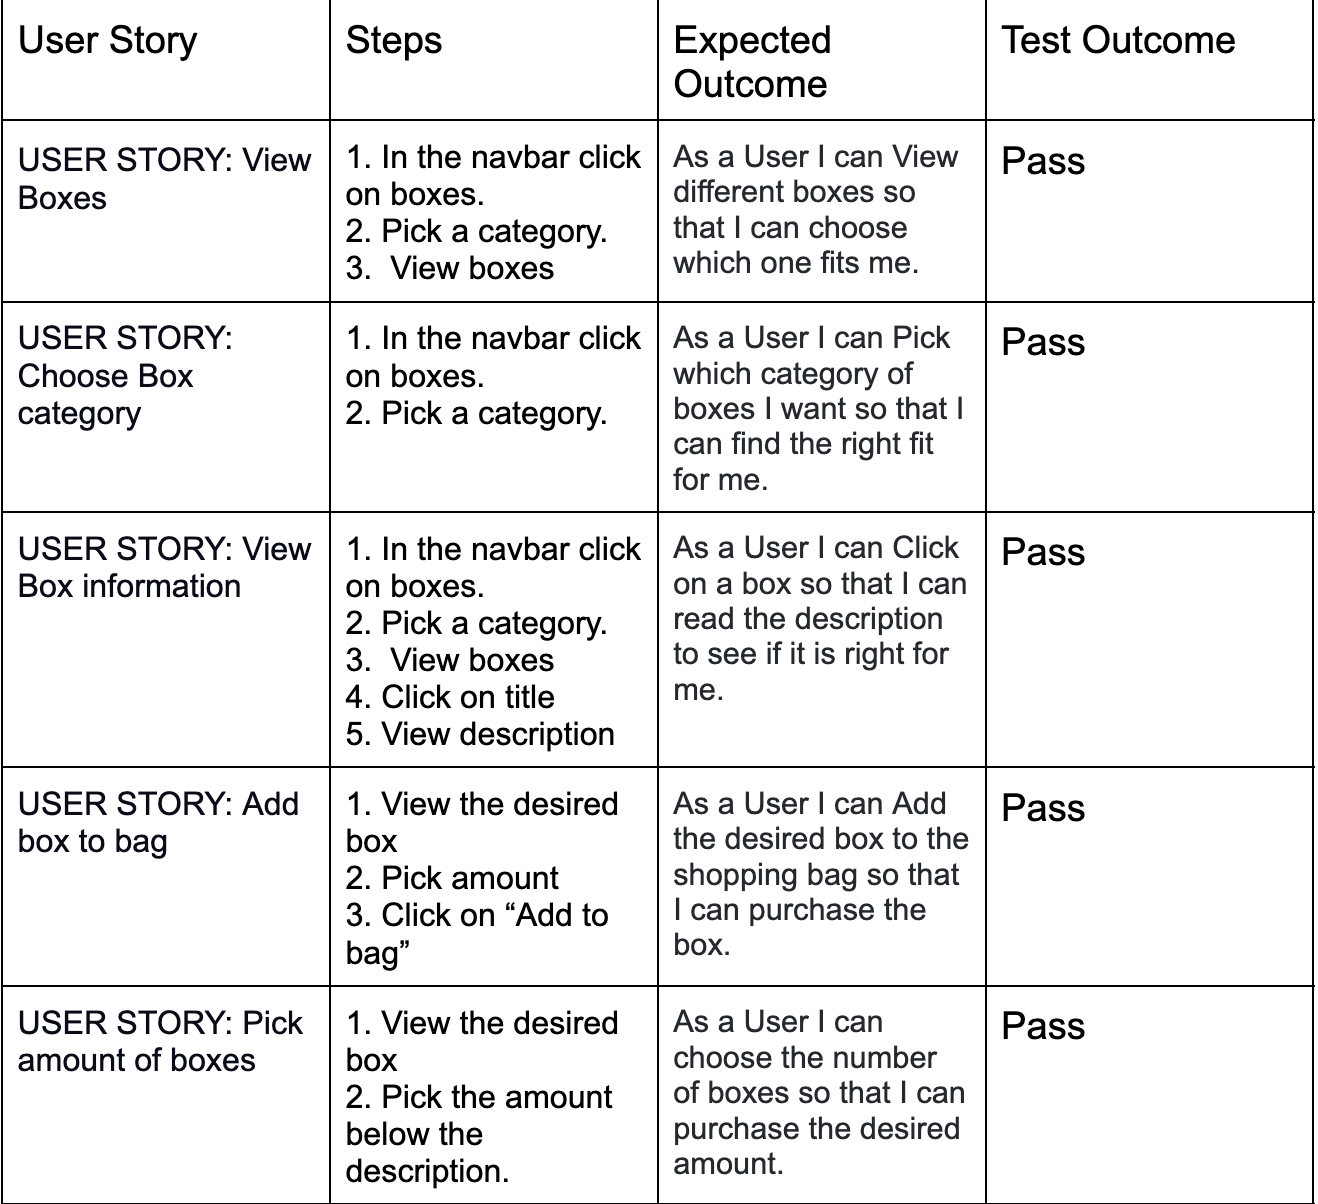 User Story
Steps
Expected
Outcome
Test Outcome
USER STORY: View
Boxes
1. In the navbar click
on boxes.
2. Pick a category.
3.  View boxes
As a User I can View
different boxes so
that I can choose
which one fits me.
Pass
USER STORY:
Choose Box
category
1. In the navbar click
on boxes.
2. Pick a category.
As a User I can Pick
which category of
boxes I want so that I
can find the right fit
for me.
Pass
USER STORY: View
Box information
1. In the navbar click
on boxes.
2. Pick a category.
3.  View boxes
4. Click on title
5. View description
As a User I can Click
on a box so that I can
read the description
to see if it is right for
me.
Pass
USER STORY: Add
box to bag
1. View the desired
box
2. Pick amount
3. Click on “Add to
bag”
As a User I can Add
the desired box to the
shopping bag so that
I can purchase the
box.
Pass
USER STORY: Pick
amount of boxes
1. View the desired
box
2. Pick the amount
below the
description.
As a User I can
choose the number
of boxes so that I can
purchase the desired
amount.
Pass